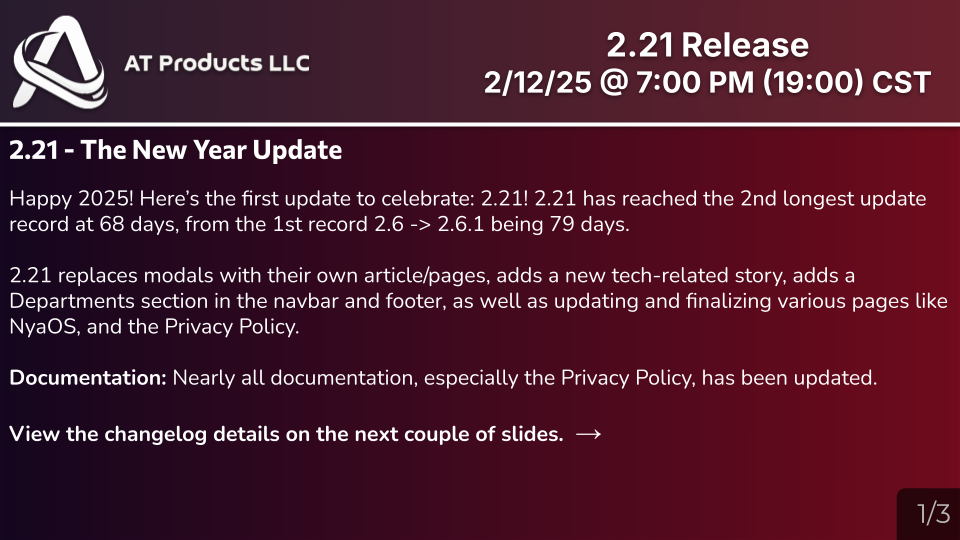 AT Products LLC
2.21 Release
2/12/25 @ 7:00 PM (19:00) CST
2.21 - The New Year Update
Happy 2025! Here’s the first update to celebrate: 2.21! 2.21 has reached the 2nd longest update
record at 68 days, from the 1st record 2.6 -> 2.6.1 being 79 days.
2.21 replaces modals with their own article/pages, adds a new tech-related story, adds a
Departments section in the navbar and footer, as well as updating and finalizing various pages like
NyaOS, and the Privacy Policy.
Documentation: Nearly all documentation, especially the Privacy Policy, has been updated.
View the changelog details on the next couple of slides. →
1/3